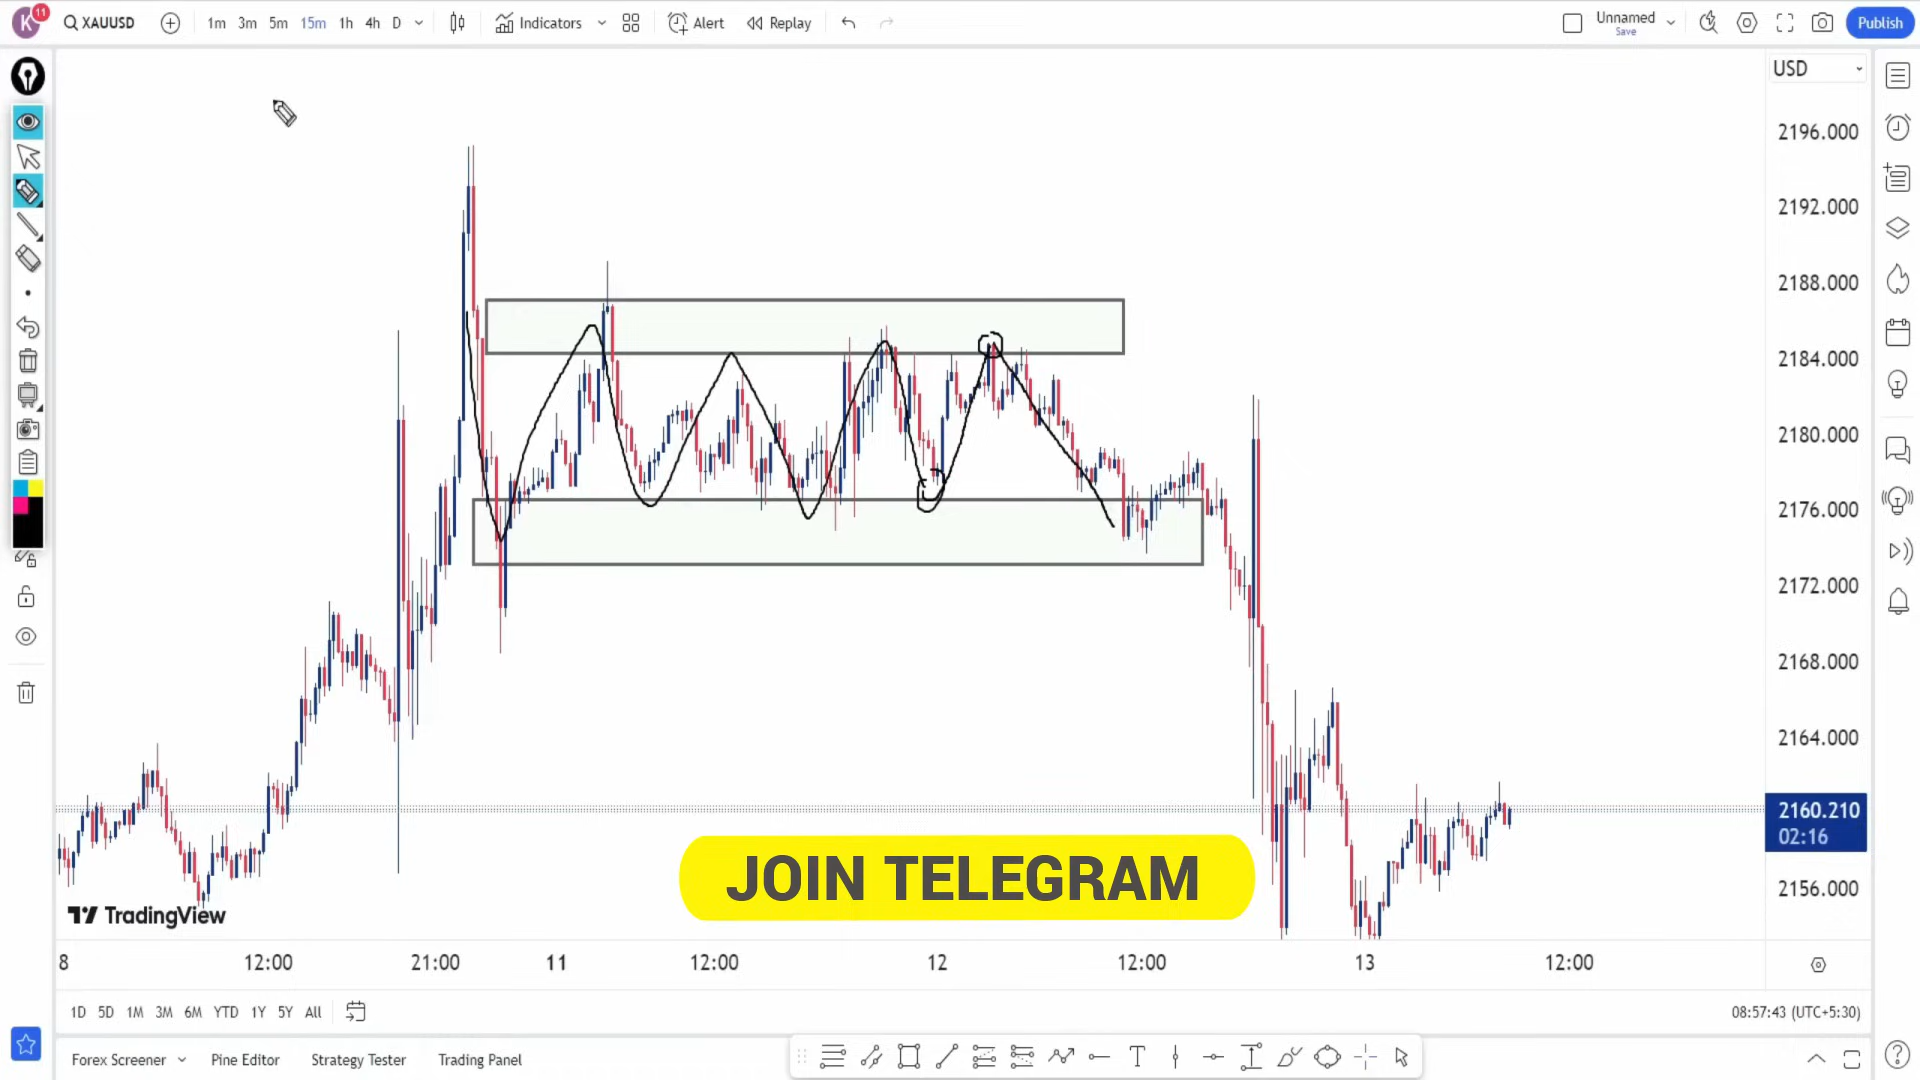 K 11 XAUUSD 1m 3m 5m 15m 1h 4h D Indicators Alert Replay Unnamed Save Publish
USD
2196.000
2192.000
2188.000
2184.000
2180.000
2176.000
2172.000
2168.000
2164.000
2160.210
02:16
2156.000
JOIN TELEGRAM
TradingView
8 12:00 21:00 11 12:00 12 12:00 13 12:00
1D 5D 1M 3M 6M YTD 1Y 5Y All 08:57:43 (UTC+5:30)
Forex Screener Pine Editor Strategy Tester Trading Panel